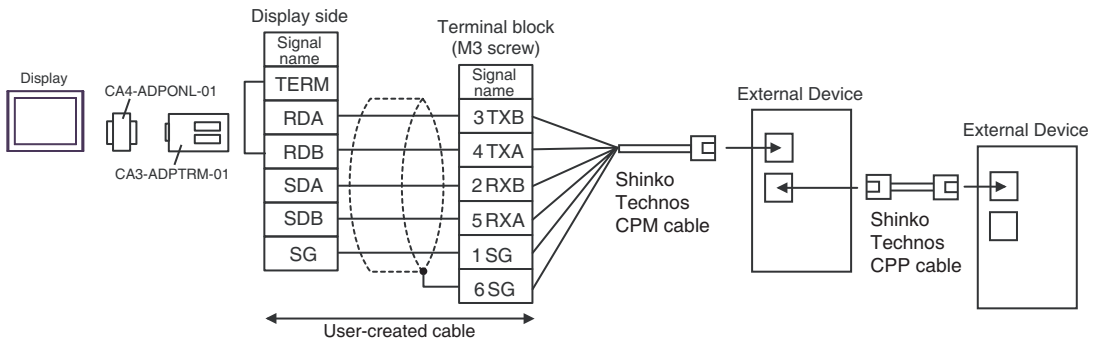 Display
CA4-ADPONL-01
CA3-ADPTRM-01
Display side
Signal
name
TERM
RDA
RDB
SDA
SDB
SG
Terminal block
(M3 screw)
Signal
name
3 TXB
4 TXA
2 RXB
5 RXA
1 SG
6 SG
User-created cable
Shinko
Technos
CPM cable
External Device
Shinko
Technos
CPP cable
External Device